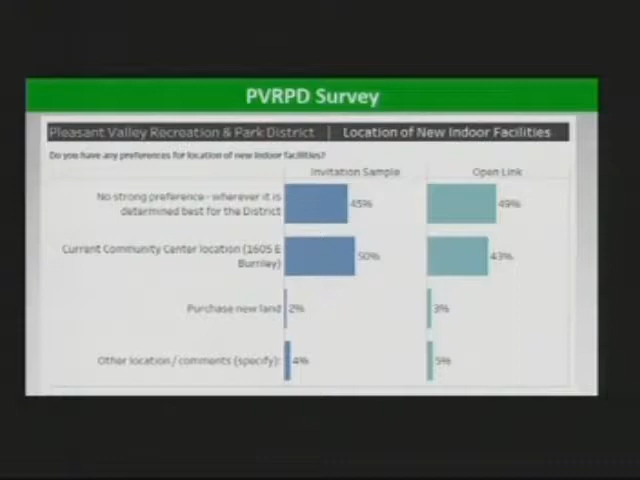 PVRPD Survey
Pleasant Valley Recreation & Park District | Location of New Indoor Facilities
Do you have any preferences for location of new indoor facilities?
Invitation Sample Open Link
No strong preference - wherever it is
determined best for the District
45% 49%
Current Community Center location (1605 E
Burnley)
50% 43%
Purchase new land 2% 3%
Other location / comments (specify): 4% 5%